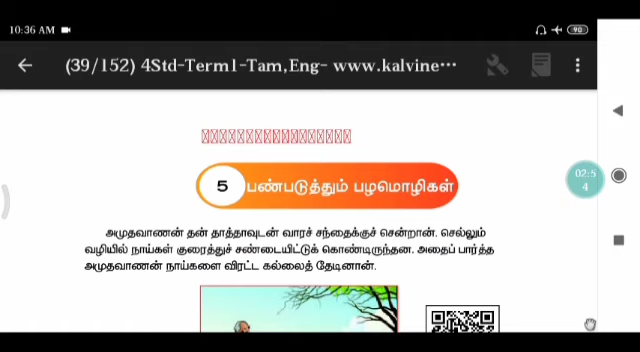 10:36 AM
90
(39/152) 4Std-Term1-Tam,Eng- www.kalvine...
5 பண்படுத்தும் பழமொழிகள்
02:54
அமுதவாணன் தன் தாத்தாவுடன் வாரச் சந்தைக்குச் சென்றான். செல்லும்
வழியில் நாய்கள் குரைத்துச் சண்டையிட்டுக் கொண்டிருந்தன. அதைப் பார்த்த
அமுதவாணன் நாய்களை விரட்ட கல்லைத் தேடினான்.